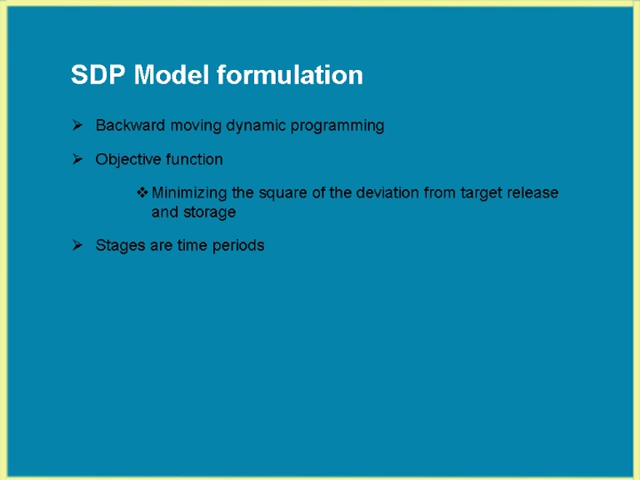 SDP Model formulation
➢ Backward moving dynamic programming
➢ Objective function
❖ Minimizing the square of the deviation from target release
and storage
➢ Stages are time periods